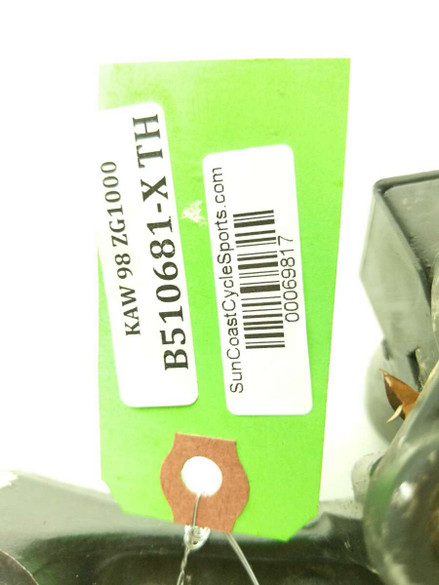 KAW 98 ZG1000
B510681-X TH
SunCoastCycleSports.com
00069817